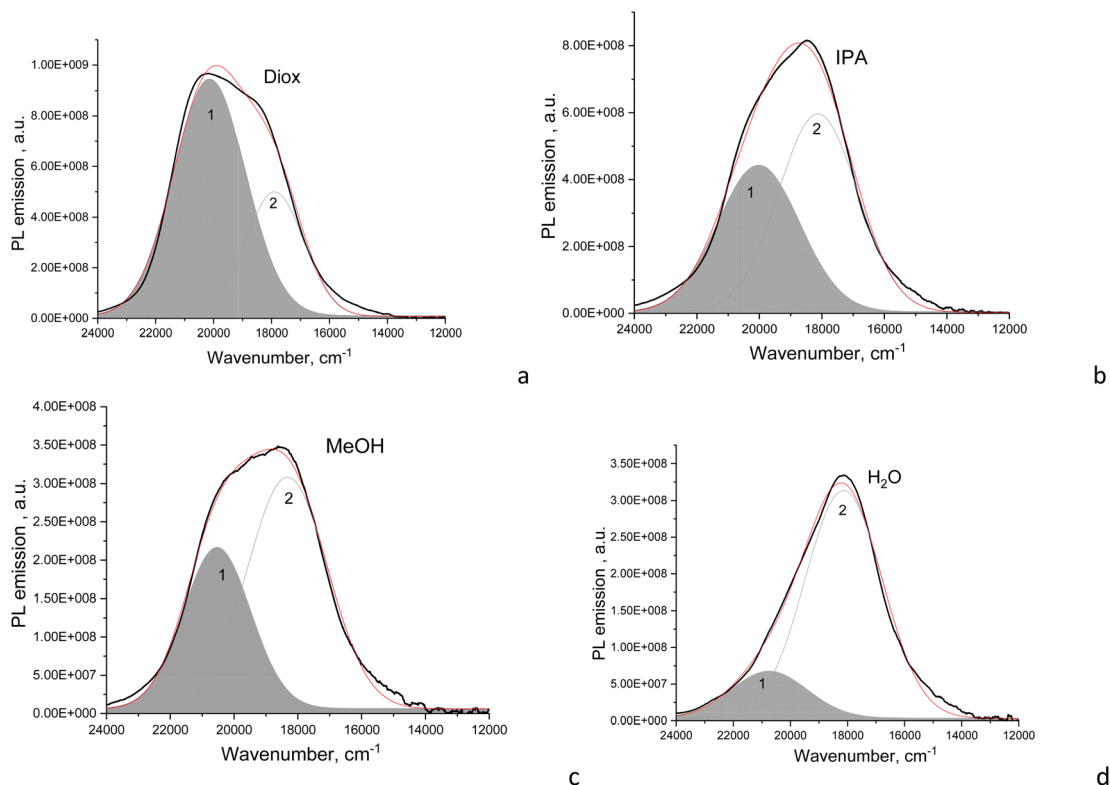 Diox
PL emission , a.u.
1.00E+009
8.00E+008
6.00E+008
4.00E+008
2.00E+008
0.00E+000
1
2
24000 22000 20000 18000 16000 14000 12000
Wavenumber, cm-1
a
IPA
PL emission , a.u.
8.00E+008
6.00E+008
4.00E+008
2.00E+008
0.00E+000
1
2
24000 22000 20000 18000 16000 14000 12000
Wavenumber, cm-1
b
MeOH
PL emission , a.u.
4.00E+008
3.50E+008
3.00E+008
2.50E+008
2.00E+008
1.50E+008
1.00E+008
5.00E+007
0.00E+000
1
2
24000 22000 20000 18000 16000 14000 12000
Wavenumber, cm-1
c
H2O
PL emission , a.u.
3.50E+008
3.00E+008
2.50E+008
2.00E+008
1.50E+008
1.00E+008
5.00E+007
0.00E+000
1
2
24000 22000 20000 18000 16000 14000 12000
Wavenumber, cm-1
d